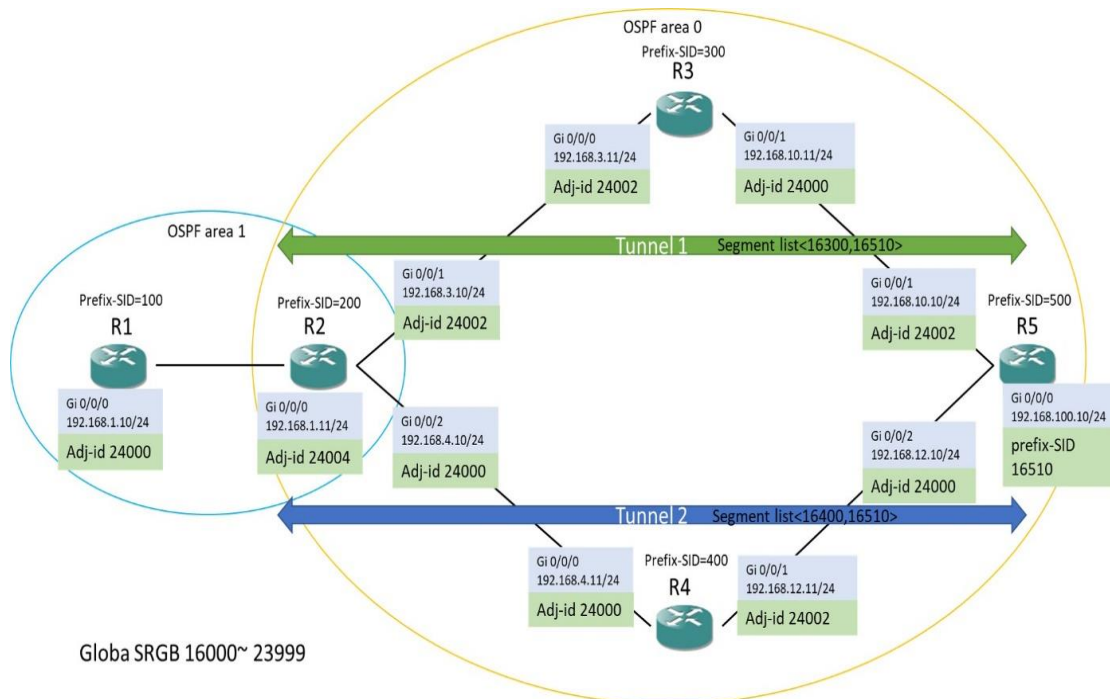 OSPF area 0
Prefix-SID=300
R3
Gi 0/0/0
192.168.3.11/24
Adj-id 24002
Gi 0/0/1
192.168.10.11/24
Adj-id 24000
OSPF area 1
Tunnel 1 Segment list<16300,16510>
Prefix-SID=100
R1
Gi 0/0/0
192.168.1.10/24
Adj-id 24000
Prefix-SID=200
R2
Gi 0/0/0
192.168.1.11/24
Adj-id 24004
Gi 0/0/1
192.168.3.10/24
Adj-id 24002
Gi 0/0/2
192.168.4.10/24
Adj-id 24000
Gi 0/0/1
192.168.10.10/24
Adj-id 24002
Prefix-SID=500
R5
Gi 0/0/0
192.168.100.10/24
prefix-SID
16510
Gi 0/0/2
192.168.12.10/24
Adj-id 24000
Tunnel 2 Segment list<16400,16510>
Gi 0/0/0
192.168.4.11/24
Adj-id 24000
Prefix-SID=400
R4
Gi 0/0/1
192.168.12.11/24
Adj-id 24002
Globa SRGB 16000~ 23999